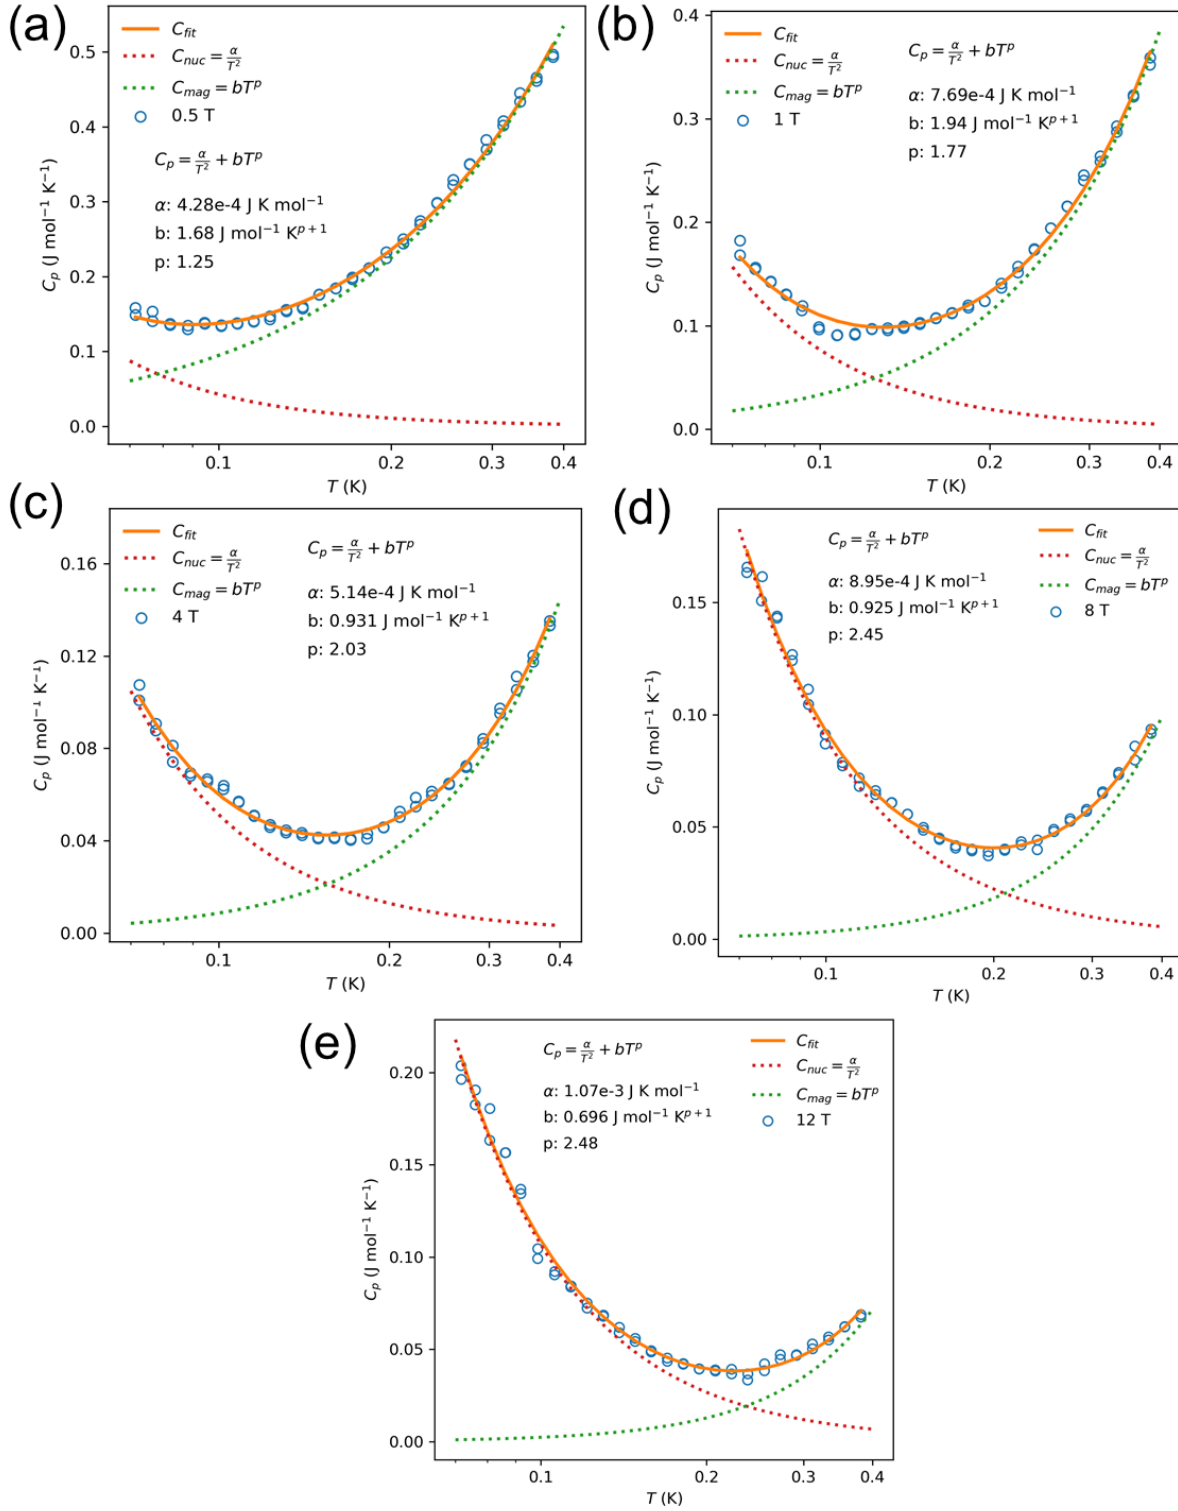 (a)
C_fit
C_nuc = α/T²
C_mag = bT^p
0.5 T
C_p = α/T² + bT^p
α: 4.28e-4 J K mol⁻¹
b: 1.68 J mol⁻¹ K^{p+1}
p: 1.25
C_p (J mol⁻¹ K⁻¹)
0.5
0.4
0.3
0.2
0.1
0.0
0.1 0.2 0.3 0.4
T (K)
(b)
C_fit
C_nuc = α/T²
C_mag = bT^p
1 T
C_p = α/T² + bT^p
α: 7.69e-4 J K mol⁻¹
b: 1.94 J mol⁻¹ K^{p+1}
p: 1.77
C_p (J mol⁻¹ K⁻¹)
0.4
0.3
0.2
0.1
0.0
0.1 0.2 0.3 0.4
T (K)
(c)
C_fit
C_nuc = α/T²
C_mag = bT^p
4 T
C_p = α/T² + bT^p
α: 5.14e-4 J K mol⁻¹
b: 0.931 J mol⁻¹ K^{p+1}
p: 2.03
C_p (J mol⁻¹ K⁻¹)
0.16
0.12
0.08
0.04
0.00
0.1 0.2 0.3 0.4
T (K)
(d)
C_p = α/T² + bT^p
α: 8.95e-4 J K mol⁻¹
b: 0.925 J mol⁻¹ K^{p+1}
p: 2.45
C_fit
C_nuc = α/T²
C_mag = bT^p
8 T
C_p (J mol⁻¹ K⁻¹)
0.15
0.10
0.05
0.00
0.1 0.2 0.3 0.4
T (K)
(e)
C_p = α/T² + bT^p
α: 1.07e-3 J K mol⁻¹
b: 0.696 J mol⁻¹ K^{p+1}
p: 2.48
C_fit
C_nuc = α/T²
C_mag = bT^p
12 T
C_p (J mol⁻¹ K⁻¹)
0.20
0.15
0.10
0.05
0.00
0.1 0.2 0.3 0.4
T (K)